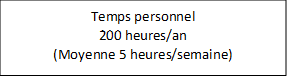 Temps personnel
200 heures/an
(Moyenne 5 heures/semaine)